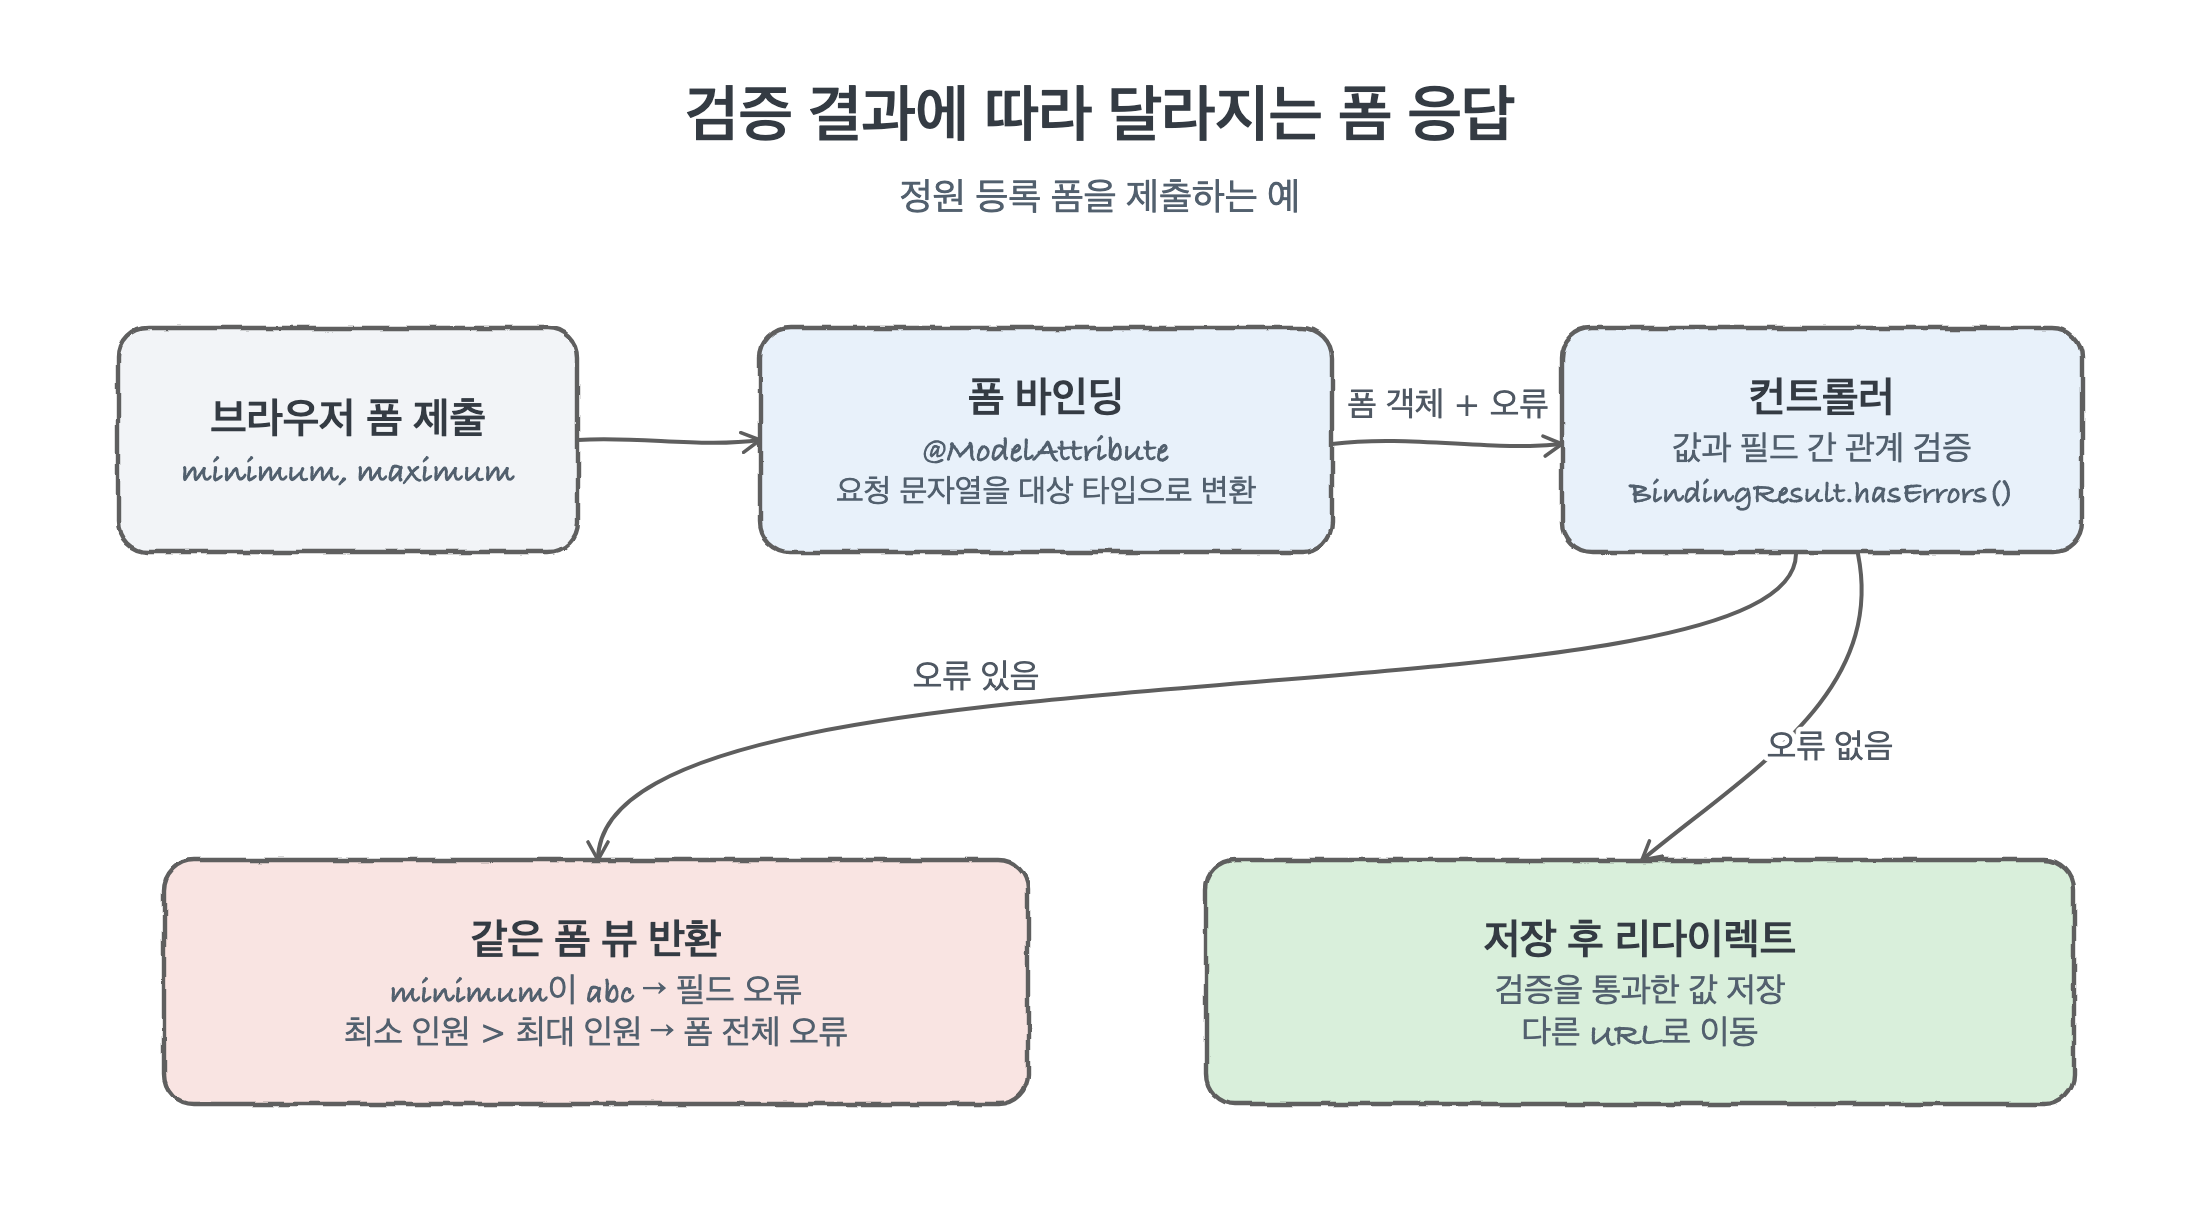 검증 결과에 따라 달라지는 폼 응답
정원 등록 폼을 제출하는 예
브라우저 폼 제출
minimum, maximum
폼 바인딩
@ModelAttribute
요청 문자열을 대상 타입으로 변환
폼 객체 + 오류
컨트롤러
값과 필드 간 관계 검증
BindingResult.hasErrors()
오류 있음
오류 없음
같은 폼 뷰 반환
minimum이 abc → 필드 오류
최소 인원 > 최대 인원 → 폼 전체 오류
저장 후 리다이렉트
검증을 통과한 값 저장
다른 URL로 이동